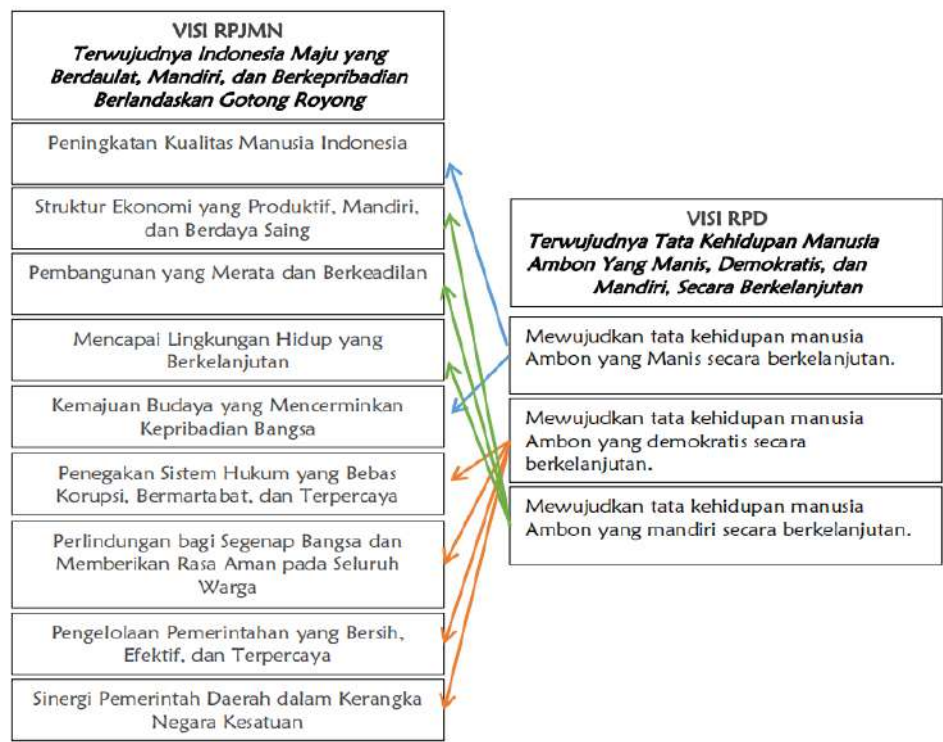 VISI RPJMN
Terwujudnya Indonesia Maju yang
Berdaulat, Mandiri, dan Berkepribadian
Berlandaskan Gotong Royong
Peningkatan Kualitas Manusia Indonesia
Struktur Ekonomi yang Produktif, Mandiri,
dan Berdaya Saing
Pembangunan yang Merata dan Berkeadilan
Mencapai Lingkungan Hidup yang
Berkelanjutan
Kemajuan Budaya yang Mencerminkan
Kepribadian Bangsa
Penegakan Sistem Hukum yang Bebas
Korupsi, Bermartabat, dan Terpercaya
Perlindungan bagi Segenap Bangsa dan
Memberikan Rasa Aman pada Seluruh
Warga
Pengelolaan Pemerintahan yang Bersih,
Efektif, dan Terpercaya
Sinergi Pemerintah Daerah dalam Kerangka
Negara Kesatuan
VISI RPD
Terwujudnya Tata Kehidupan Manusia
Ambon Yang Manis, Demokratis, dan
Mandiri, Secara Berkelanjutan
Mewujudkan tata kehidupan manusia
Ambon yang Manis secara berkelanjutan.
Mewujudkan tata kehidupan manusia
Ambon yang demokratis secara
berkelanjutan.
Mewujudkan tata kehidupan manusia
Ambon yang mandiri secara berkelanjutan.